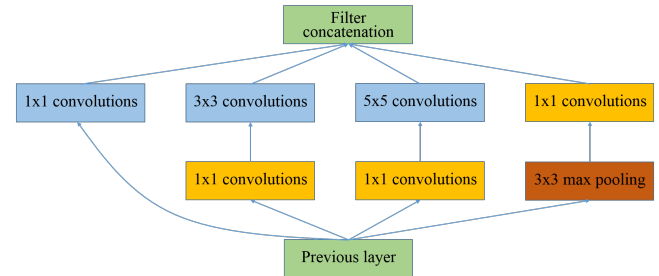 Filter
concatenation
1x1 convolutions
3x3 convolutions
5x5 convolutions
1x1 convolutions
1x1 convolutions
1x1 convolutions
3x3 max pooling
Previous layer